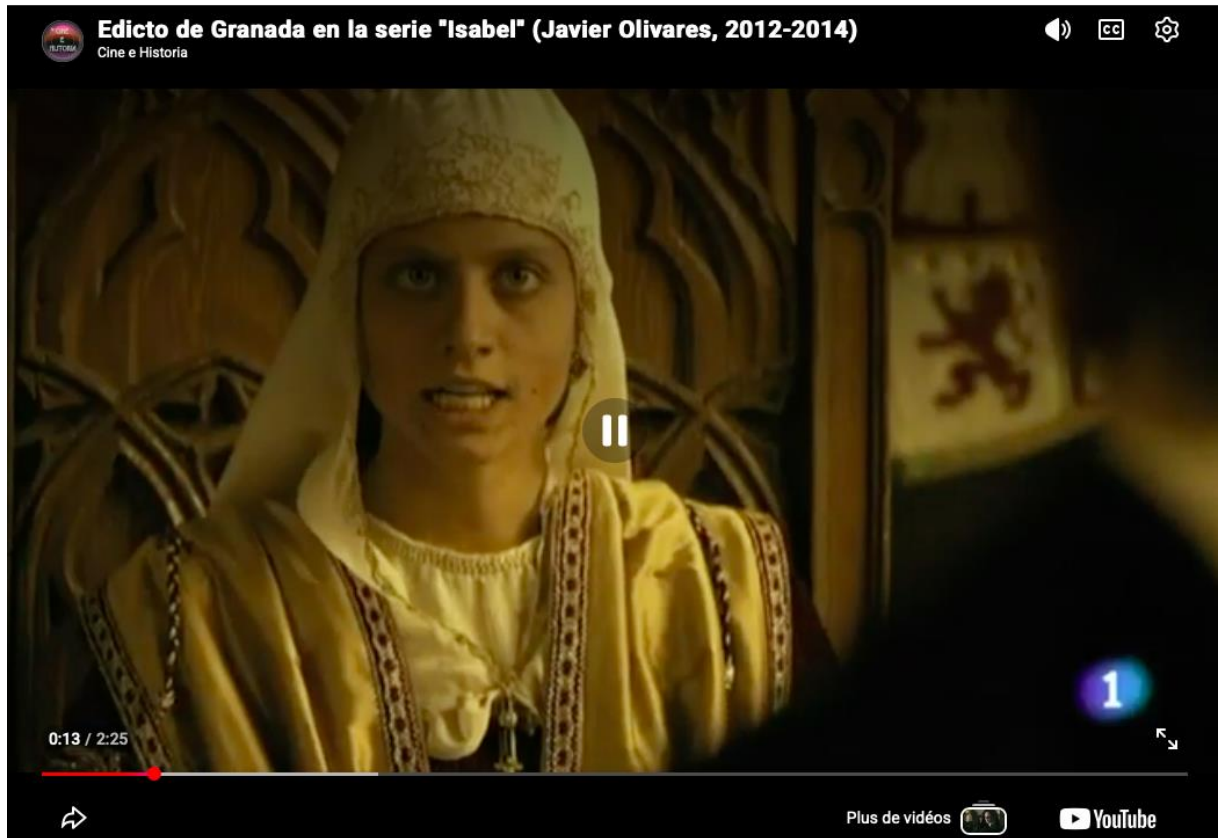 Edicto de Granada en la serie "Isabel" (Javier Olivares, 2012-2014)
Cine e Historia
CC
1
0:13 / 2:25
Plus de vidéos
YouTube